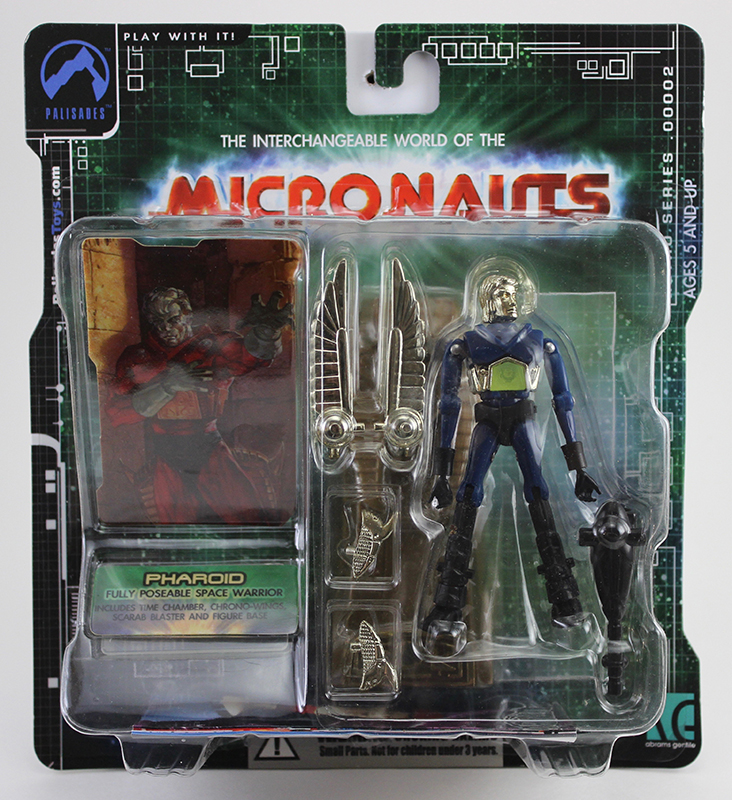 PLAY WITH IT!
PALISADES™
THE INTERCHANGEABLE WORLD OF THE
MICRONAUTS
SERIES .00002
AGES 5 AND UP
PalisadesToys.com
PHAROID
FULLY POSEABLE SPACE WARRIOR
INCLUDES TIME CHAMBER, CHRONO-WINGS,
SCARAB BLASTER AND FIGURE BASE
Small Parts. Not for children under 3 years.
abrams gentile